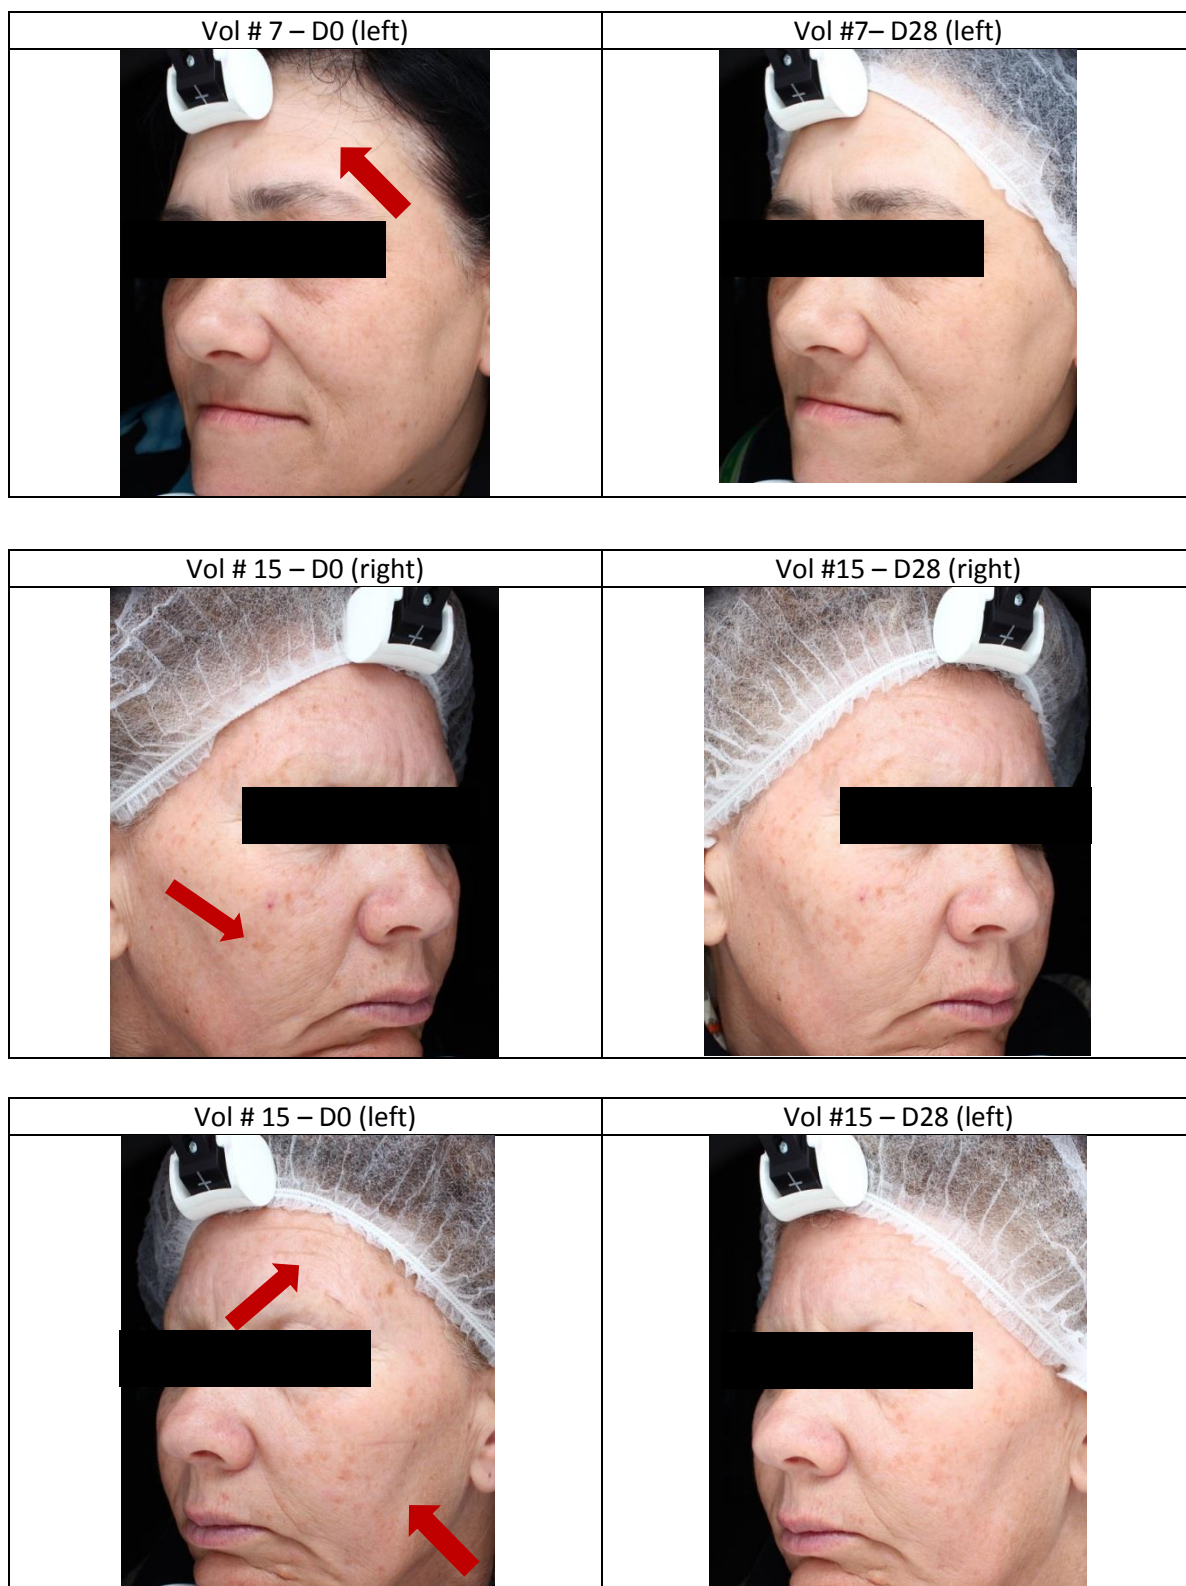 Vol # 7 – D0 (left)
Vol #7– D28 (left)
Vol # 15 – D0 (right)
Vol #15 – D28 (right)
Vol # 15 – D0 (left)
Vol #15 – D28 (left)